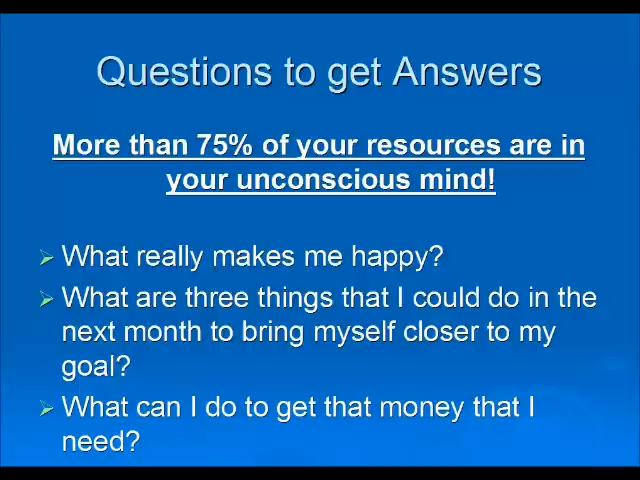 Questions to get Answers
More than 75% of your resources are in
your unconscious mind!
What really makes me happy?
What are three things that I could do in the
next month to bring myself closer to my
goal?
What can I do to get that money that I
need?